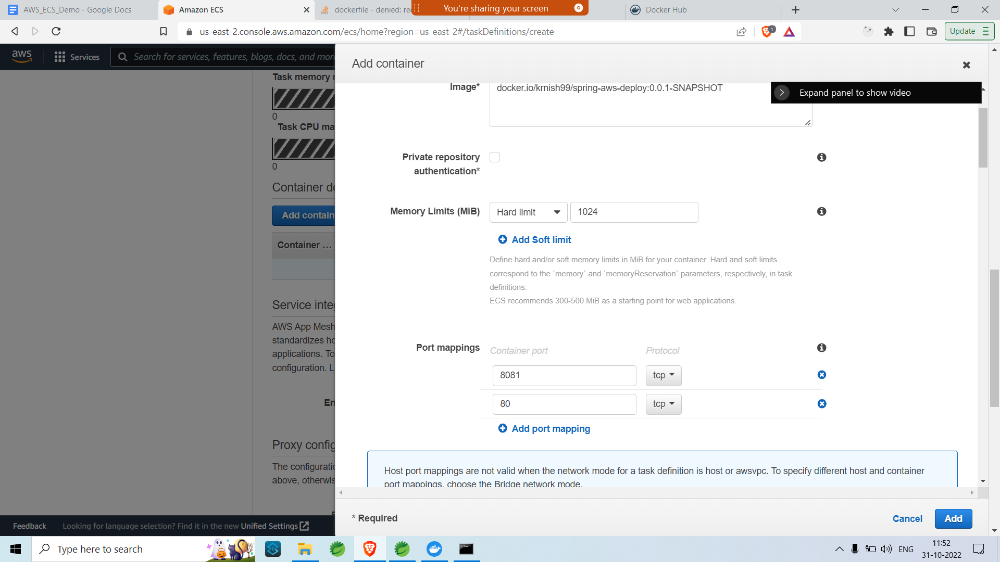 AWS_ECS_Demo - Google Docs
Amazon ECS
dockerfile - denied: re
You're sharing your screen
Docker Hub
us-east-2.console.aws.amazon.com/ecs/home?region=us-east-2#/taskDefinitions/create
1
Update
aws
Services
Search for services, features, blogs, docs, and mor
Task memory
0
Task CPU ma
0
Container de
Add contain
Container ...
Service integ
AWS App Mesh
standardizes ho
applications. To
configuration. L
En
Proxy config
The configuratio
above, otherwis
Add container
Expand panel to show video
Image*
docker.io/krnish99/spring-aws-deploy:0.0.1-SNAPSHOT
Private repository
authentication*
Memory Limits (MiB)
Hard limit
1024
Add Soft limit
Define hard and/or soft memory limits in MiB for your container. Hard and soft limits
correspond to the `memory` and `memoryReservation` parameters, respectively, in task
definitions.
ECS recommends 300-500 MiB as a starting point for web applications.
Port mappings
Container port
Protocol
8081
tcp
80
tcp
Add port mapping
Host port mappings are not valid when the network mode for a task definition is host or awsvpc. To specify different host and container
port mappings, choose the Bridge network mode.
* Required
Cancel
Add
Feedback
Looking for language selection? Find it in the new Unified Settings
Type here to search
ENG
11:52
31-10-2022